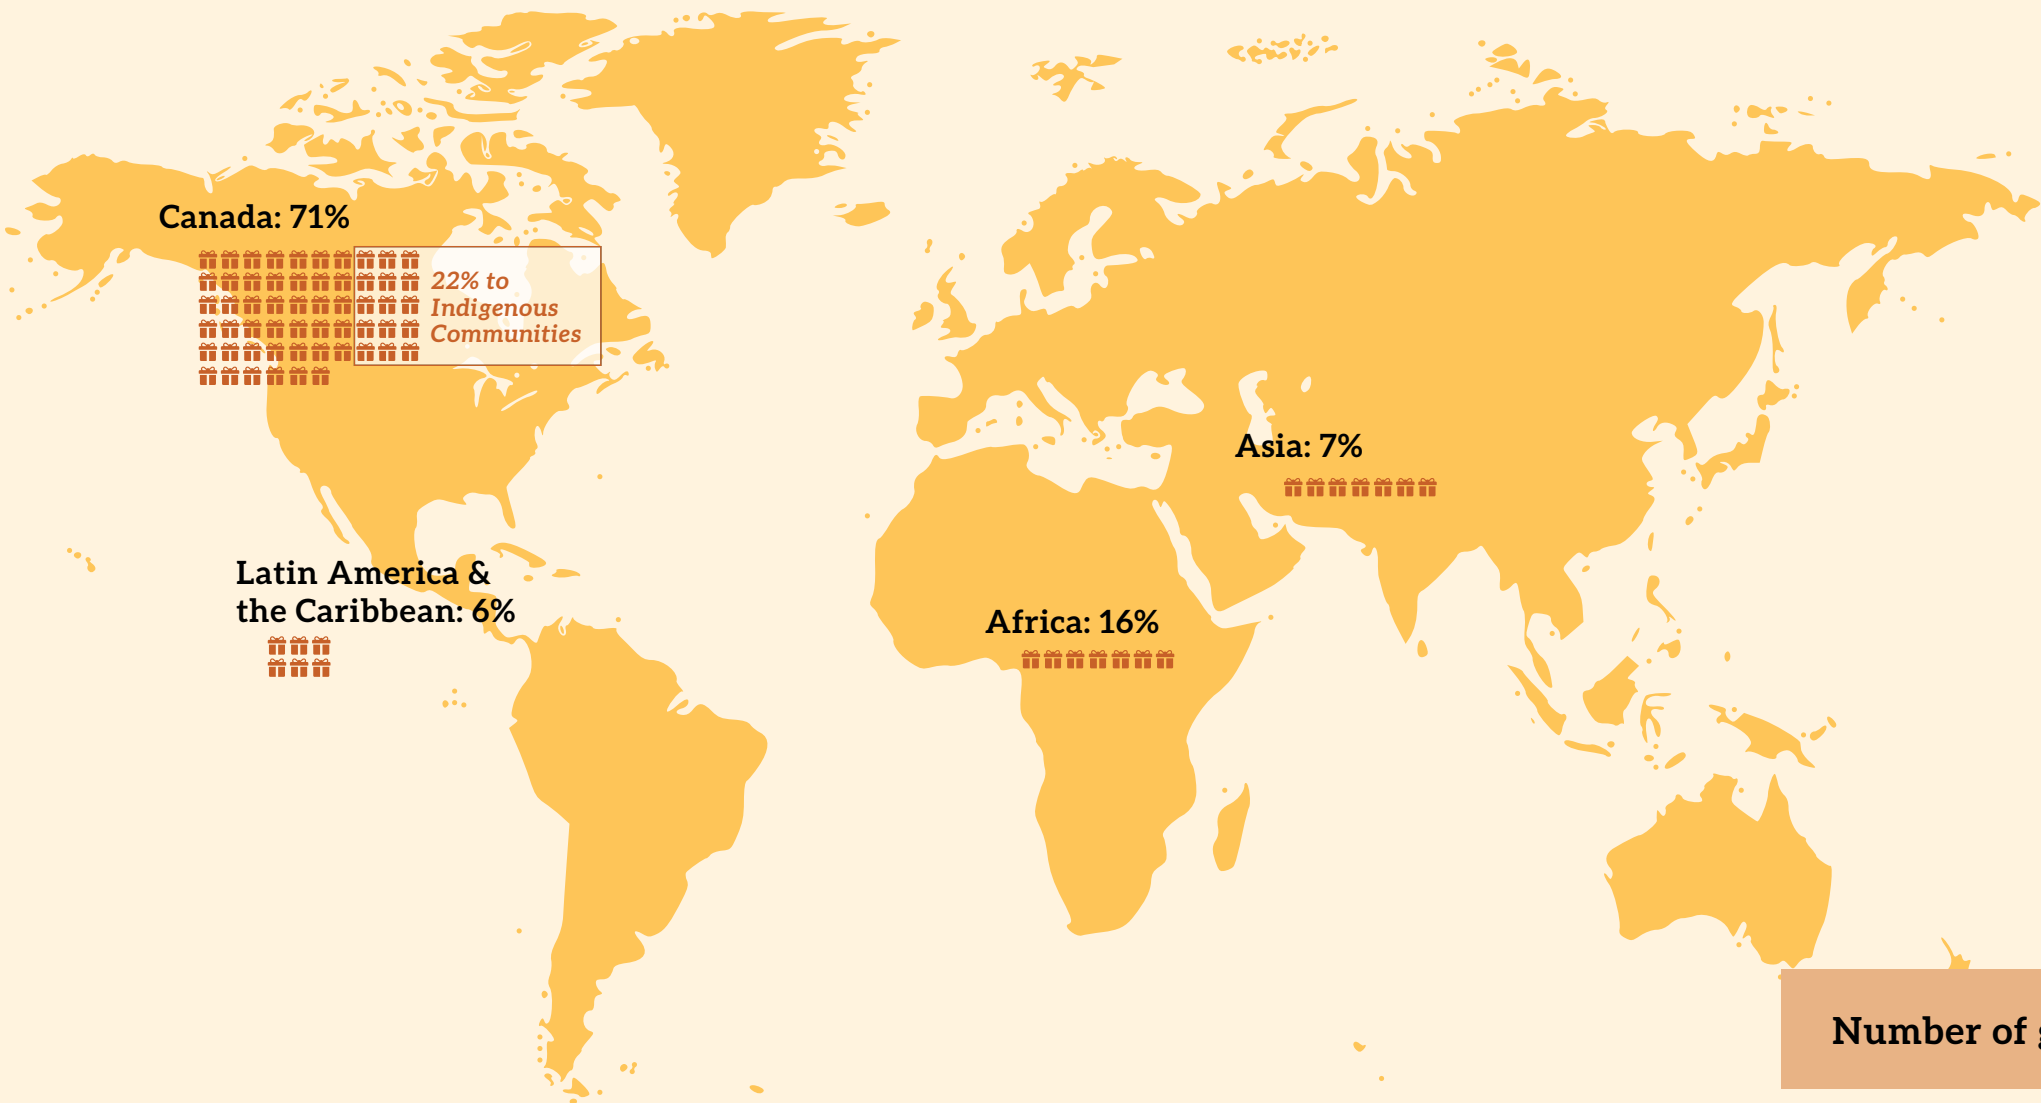 Canada: 71%
22% to
Indigenous
Communities
Asia: 7%
Latin America &
the Caribbean: 6%
Africa: 16%
Number of